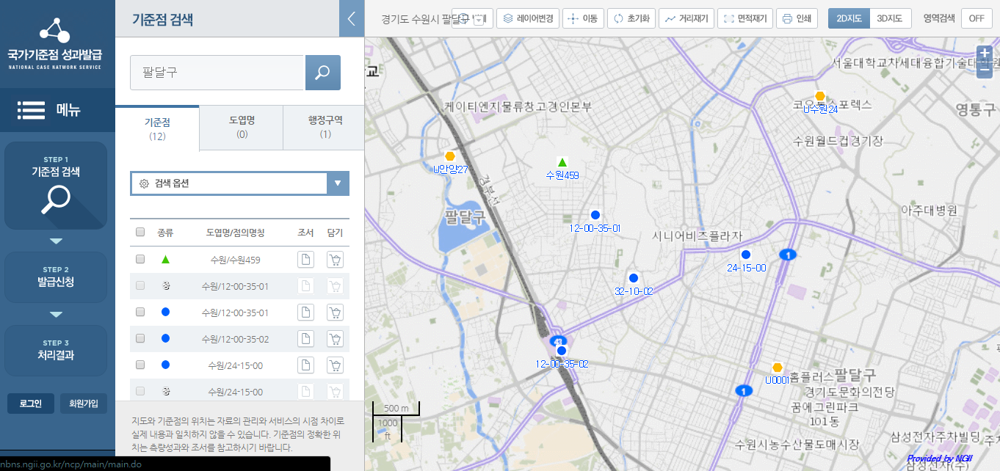 국가기준점 성과발급
NATIONAL CASE NATWORK SERVICE
메뉴
STEP 1
기준점 검색
STEP 2
발급신청
STEP 3
처리결과
로그인
회원가입
nbns.ngii.go.kr/ncp/main/main.do
기준점 검색
팔달구
기준점
(12)
도엽명
(0)
행정구역
(1)
검색 옵션
종류 도엽명/점의명칭 조서 담기
수원/수원459
수원/12-00-35-01
수원/12-00-35-01
수원/12-00-35-02
수원/24-15-00
수원/24-15-00
지도와 기준점의 위치는 자료의 관리와 서비스의 시점 차이로
실제 내용과 일치하지 않을 수 있습니다. 기준점의 정확한 위
치는 측량성과와 조서를 참고하시기 바랍니다.
경기도 수원시 팔달구
레이어변경
이동
초기화
거리재기
면적재기
인쇄
2D지도
3D지도
영역검색
OFF
교
서울대학교차세대융합기술대학원
+
−
케이티엔지물류창고경인본부
코오롱스포렉스
U수원24
영통구
수원월드컵경기장
U안양27
수원459
경부선
팔달구
12-00-35-01
아주대병원
시니어비즈플라자
24-15-00
1
32-10-02
43
12-00-35-02
U0001
홈플러스팔달구
경기도문화의전당
1
꿈에그린파크
101동
수원시농수산물도매시장
삼성전자주차빌딩
500 m
1000
ft
Provided by NGII
삼성전자(주)